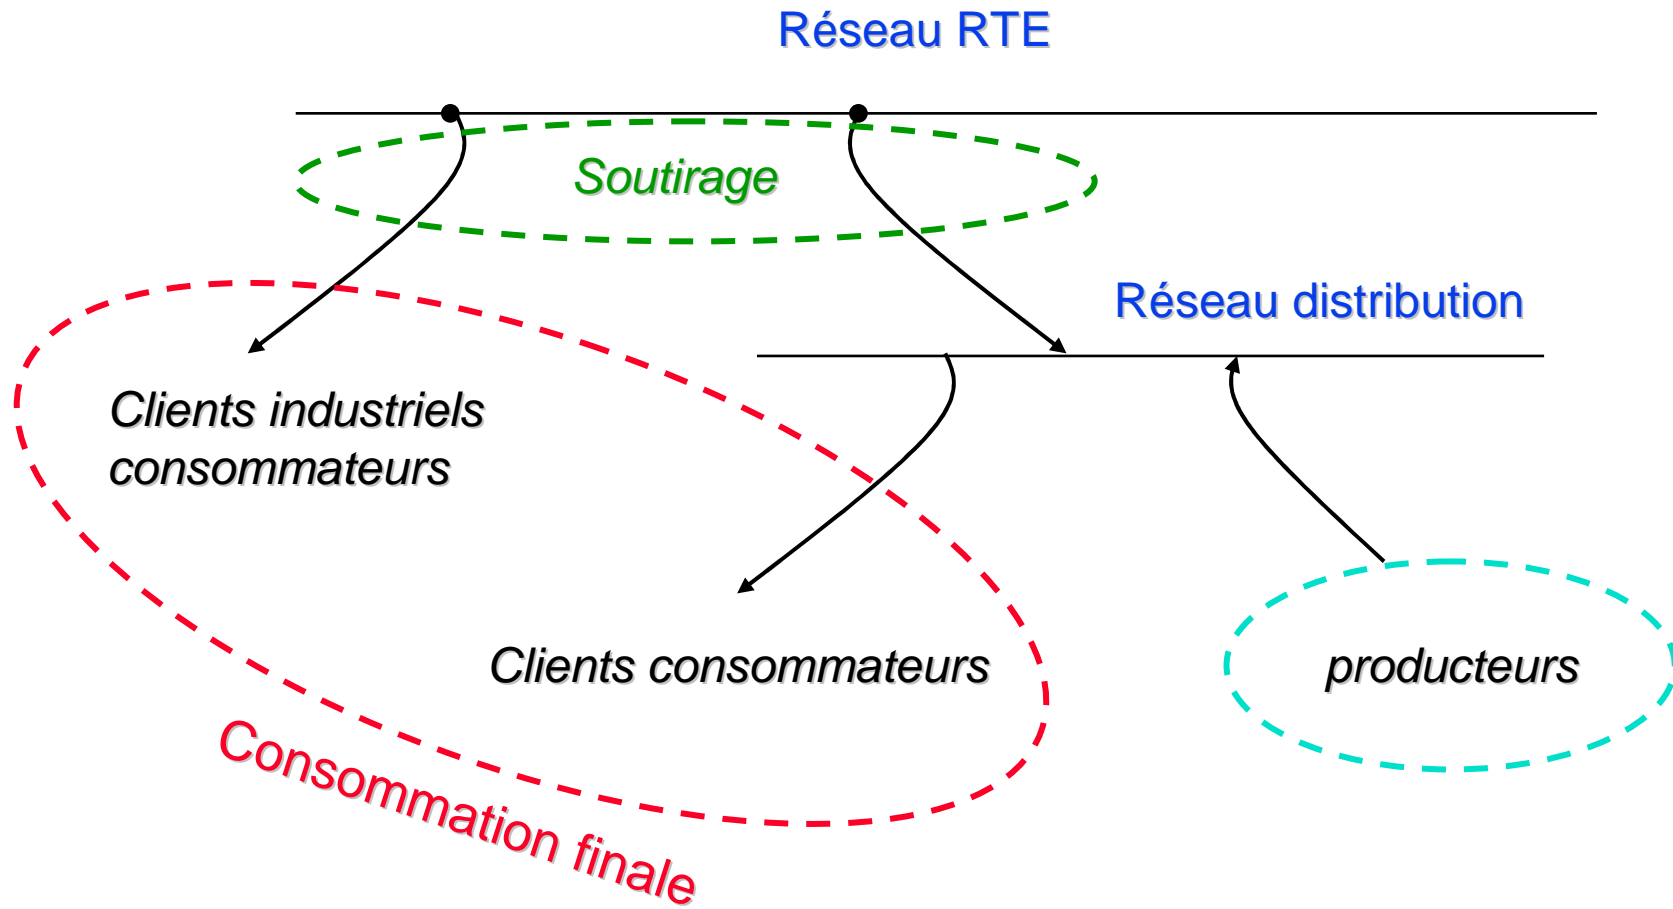 Réseau RTE
Soutirage
Réseau distribution
Clients industriels
consommateurs
Clients consommateurs
producteurs
Consommation finale